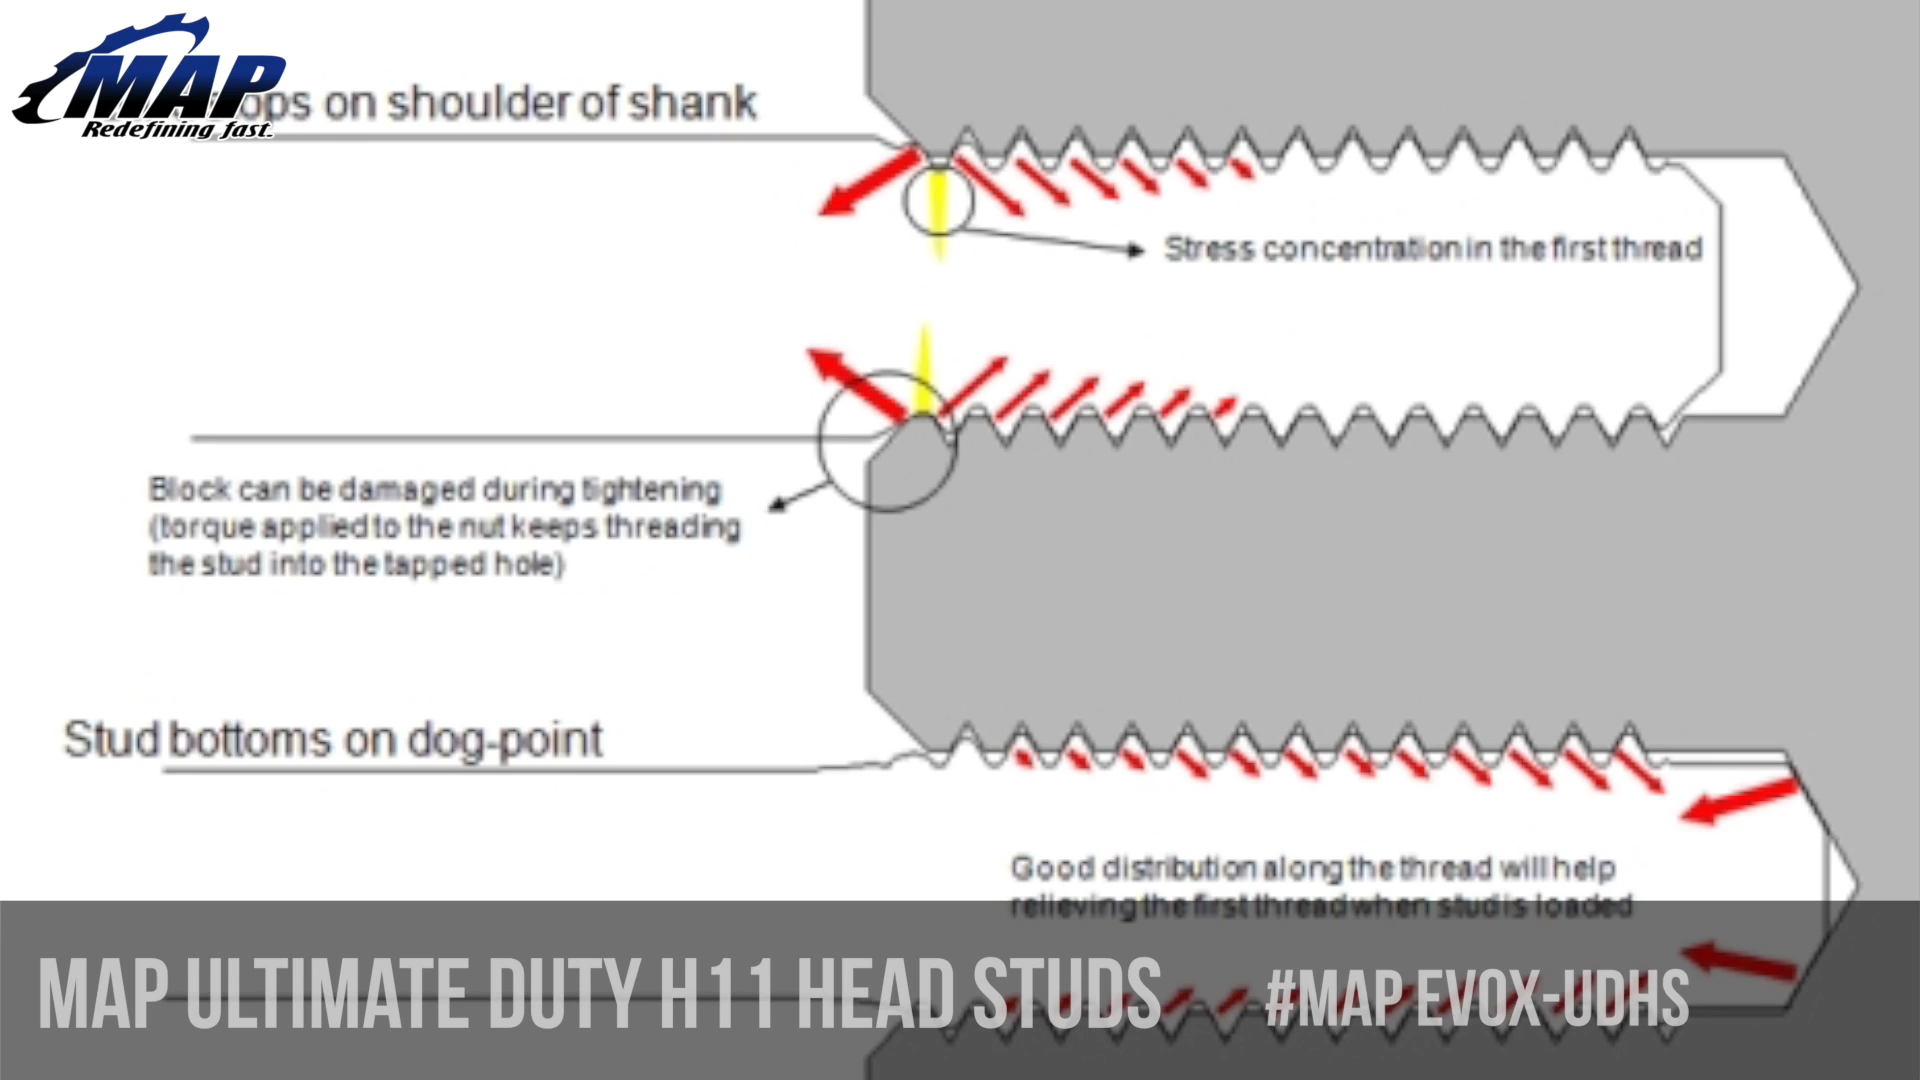 MAP
Redefining fast.
ops on shoulder of shank
Stress concentration in the first thread
Block can be damaged during tightening
(torque applied to the nut keeps threading
the stud into the tapped hole)
Stud bottoms on dog-point
Good distribution along the thread will help
relieving the first thread when stud is loaded
MAP ULTIMATE DUTY H11 HEAD STUDS
#MAP EVOX-UDHS